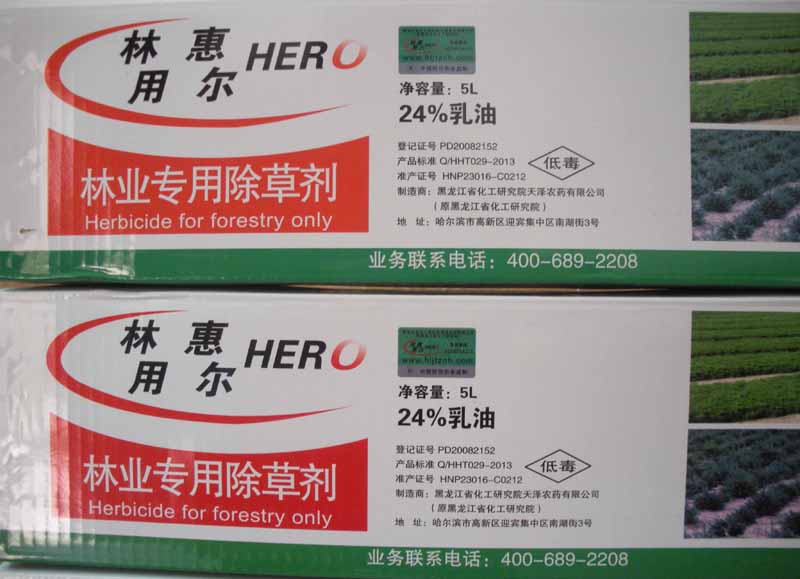 林 惠
用 尔
HERO
www.hljtznh.com
净容量：5L
24%乳油
登记证号 PD20082152
产品标准 Q/HHT029-2013
准产证号 HNP23016-C0212
低毒
制造商：黑龙江省化工研究院天泽农药有限公司
（原黑龙江省化工研究院）
地 址：哈尔滨市高新区迎宾集中区南湖街3号
林业专用除草剂
Herbicide for forestry only
业务联系电话：400-689-2208
林 惠
用 尔
HERO
www.hljtznh.com
净容量：5L
24%乳油
登记证号 PD20082152
产品标准 Q/HHT029-2013
准产证号 HNP23016-C0212
低毒
制造商：黑龙江省化工研究院天泽农药有限公司
（原黑龙江省化工研究院）
地 址：哈尔滨市高新区迎宾集中区南湖街3号
林业专用除草剂
Herbicide for forestry only
业务联系电话：400-689-2208